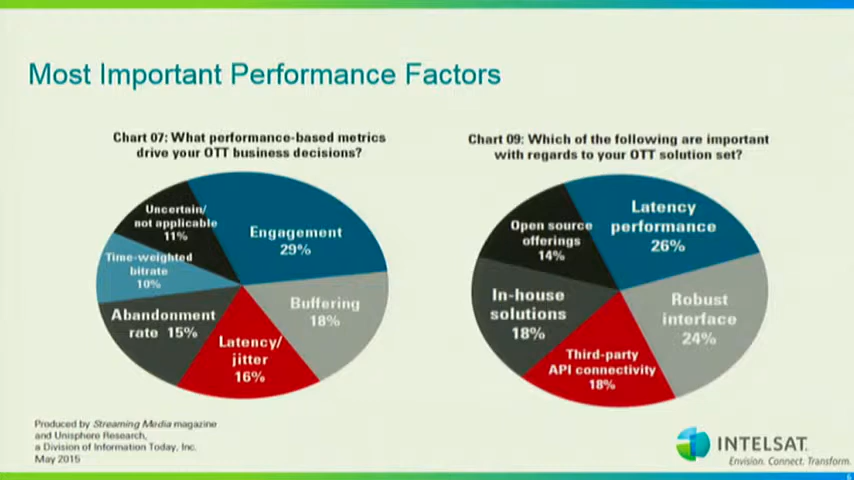 Most Important Performance Factors
Chart 07: What performance-based metrics
drive your OTT business decisions?
Uncertain/
not applicable
11%
Engagement
29%
Time-weighted
bitrate
10%
Buffering
18%
Abandonment
rate 15%
Latency/
jitter
16%
Chart 09: Which of the following are important
with regards to your OTT solution set?
Latency
performance
26%
Open source
offerings
14%
In-house
solutions
18%
Robust
interface
24%
Third-party
API connectivity
18%
Produced by Streaming Media magazine
and Unisphere Research,
a Division of Information Today, Inc.
May 2015
INTELSAT.
Envision. Connect. Transform.
6